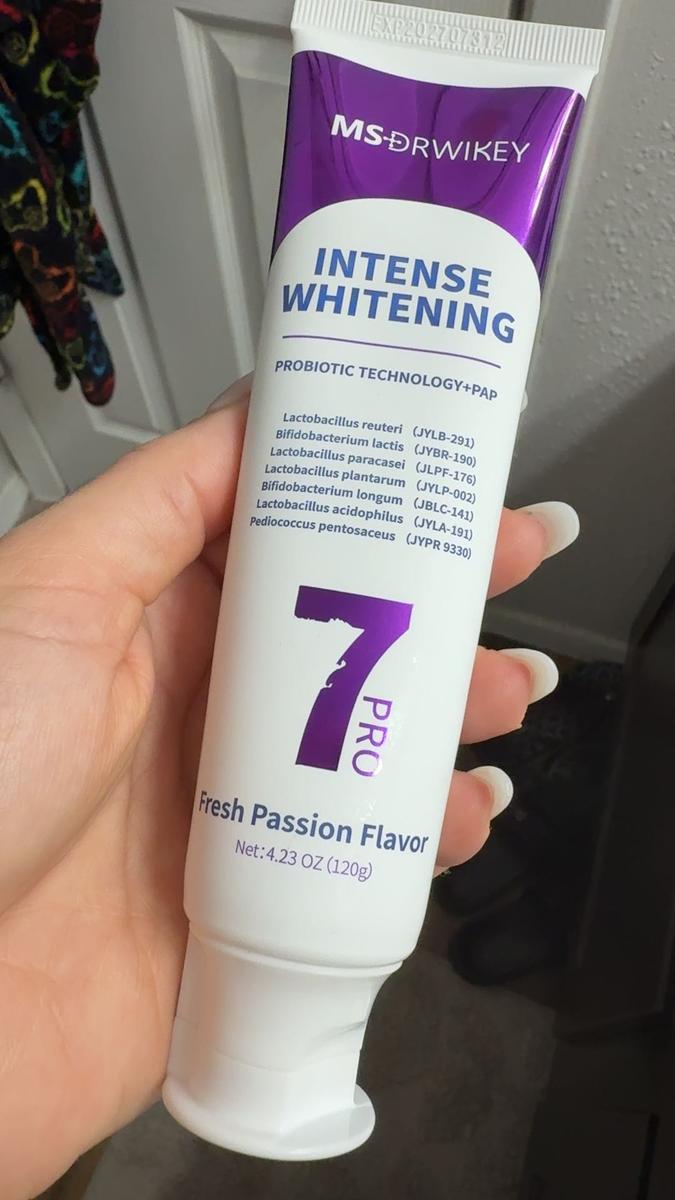 EXP202707312
MS-DRWIKEY
INTENSE
WHITENING
PROBIOTIC TECHNOLOGY+PAP
Lactobacillus reuteri (JYLB-291)
Bifidobacterium lactis (JYBR-190)
Lactobacillus paracasei (JLPF-176)
Lactobacillus plantarum (JYLP-002)
Bifidobacterium longum (JBLC-141)
Lactobacillus acidophilus (JYLA-191)
Pediococcus pentosaceus (JYPR 9330)
7
PRO
Fresh Passion Flavor
Net:4.23 OZ (120g)